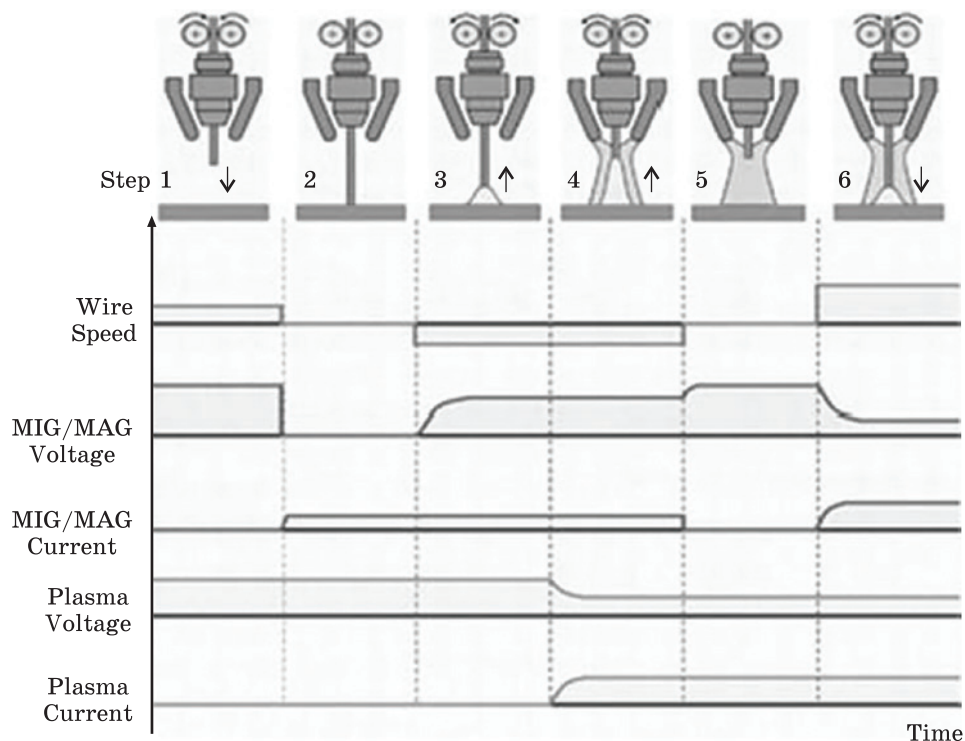 Step 1 2 3 4 5 6
Wire
Speed
MIG/MAG
Voltage
MIG/MAG
Current
Plasma
Voltage
Plasma
Current
Time